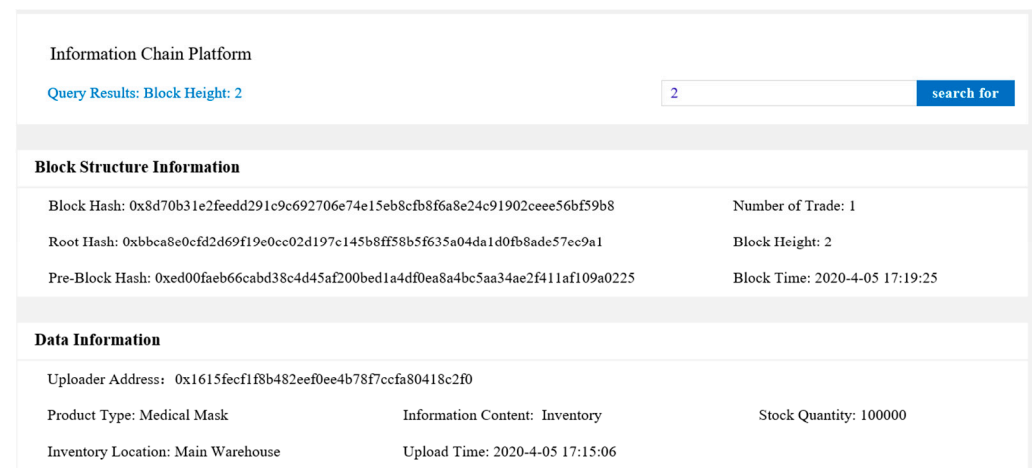 Information Chain Platform
Query Results: Block Height: 2
2 search for
Block Structure Information
Block Hash: 0x8d70b31e2feedd291c9c692706e74e15eb8cfb8f6a8e24c91902ceee56bf59b8 Number of Trade: 1
Root Hash: 0xbbca8e0cfd2d69f19e0cc02d197c145b8ff58b5f635a04da1d0fb8ade57ec9a1 Block Height: 2
Pre-Block Hash: 0xed00faeb66cabd38c4d45af200bed1a4df0ea8a4bc5aa34ae2f411af109a0225 Block Time: 2020-4-05 17:19:25
Data Information
Uploader Address: 0x1615fecf1f8b482eef0ee4b78f7ccfa80418c2f0
Product Type: Medical Mask Information Content: Inventory Stock Quantity: 100000
Inventory Location: Main Warehouse Upload Time: 2020-4-05 17:15:06